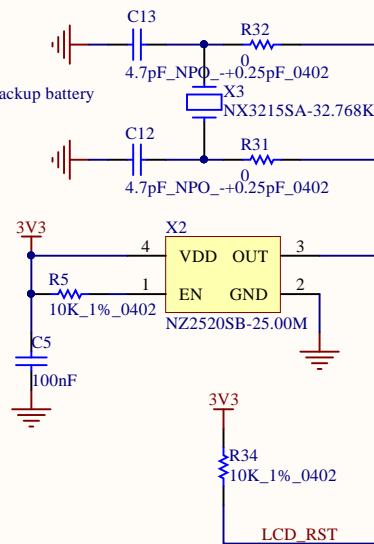 C13
R32
4.7pF_NPO_-+0.25pF_0402
0
X3
NX3215SA-32.768K
ackup battery
C12
R31
4.7pF_NPO_-+0.25pF_0402
0
3V3
X2
4
VDD
OUT
3
R5
1
EN
GND
2
10K_1%_0402
NZ2520SB-25.00M
C5
100nF
3V3
R34
10K_1%_0402
LCD_RST